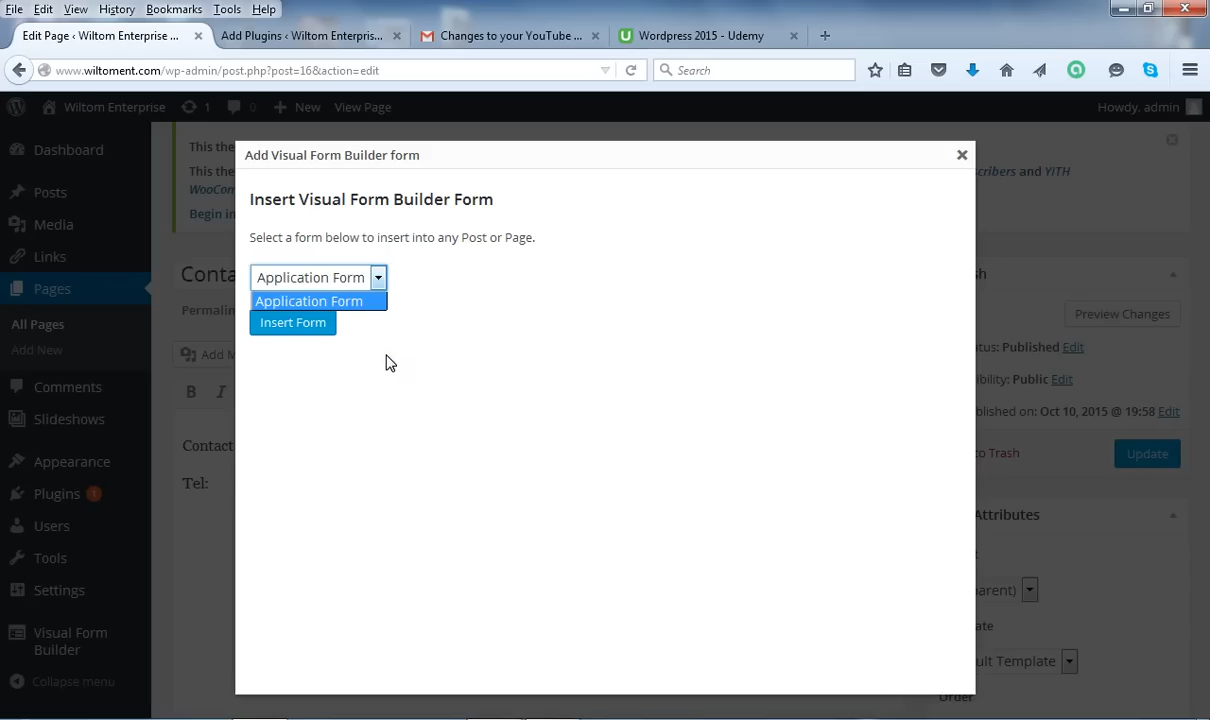 File Edit View History Bookmarks Tools Help
Edit Page ‹ Wiltom Enterprise ...
Add Plugins ‹ Wiltom Enterpris...
Changes to your YouTube ...
Wordpress 2015 - Udemy
www.wiltoment.com/wp-admin/post.php?post=16&action=edit
Search
Wiltom Enterprise
1
0
New
View Page
Howdy, admin
Dashboard
Posts
Media
Links
Pages
All Pages
Add New
Comments
Slideshows
Appearance
Plugins 1
Users
Tools
Settings
Visual Form
Builder
Collapse menu
This the
This the
WooCom
Begin in
scribers and YITH
Conta
Permalin
Add M
B I
Contact
Tel:
Add Visual Form Builder form
Insert Visual Form Builder Form
Select a form below to insert into any Post or Page.
Application Form
Application Form
Insert Form
sh
Preview Changes
tus: Published Edit
ibility: Public Edit
blished on: Oct 10, 2015 @ 19:58 Edit
to Trash
Update
Attributes
arent)
ate
ult Template
Order